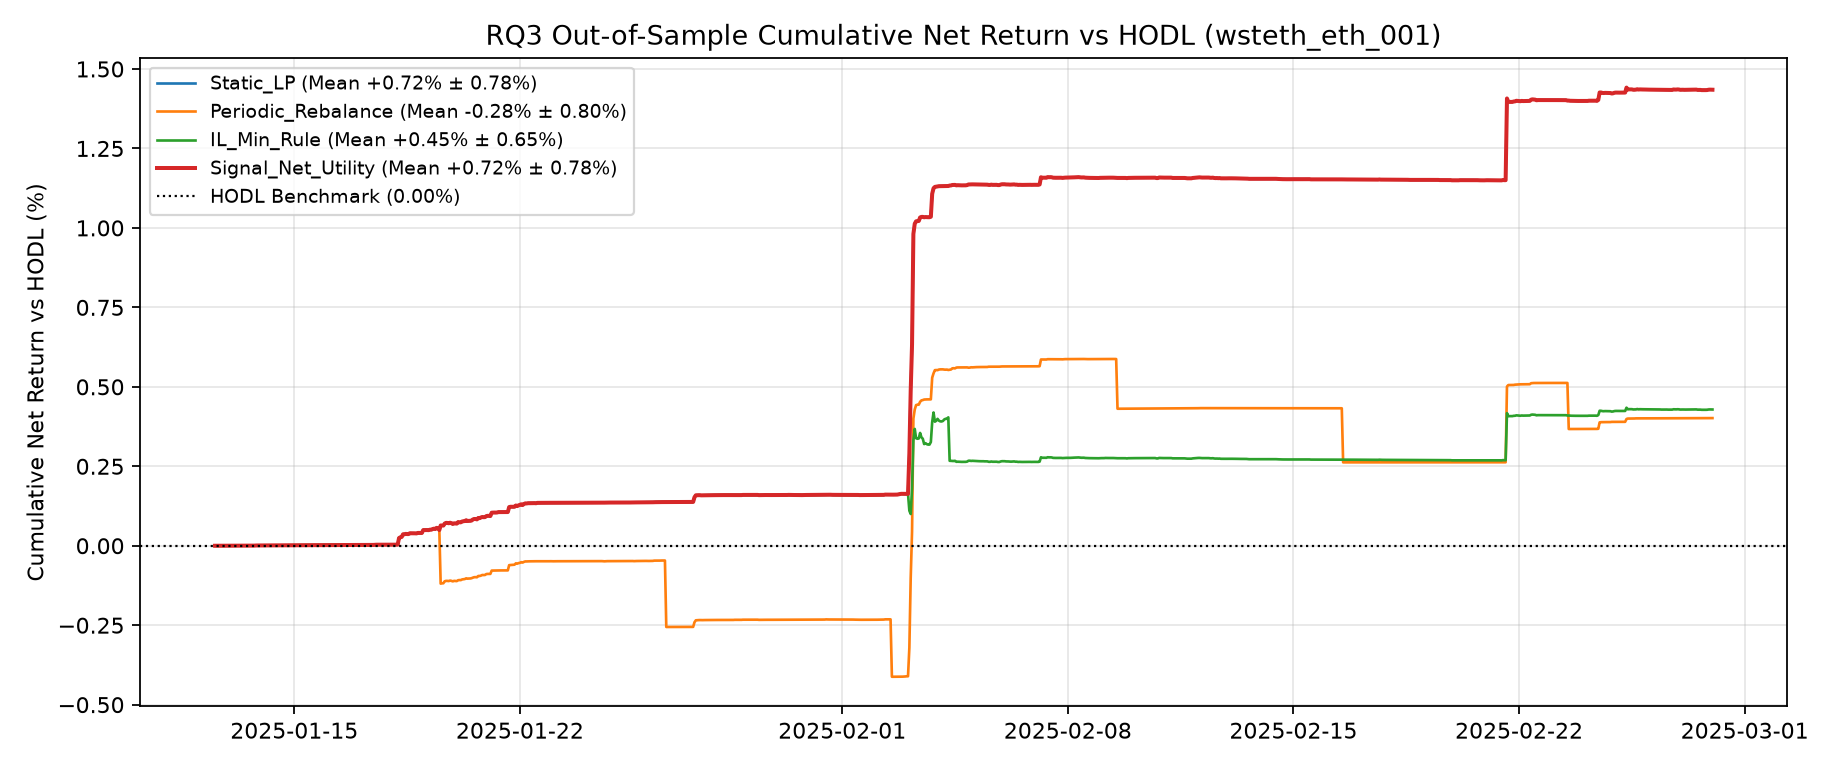 RQ3 Out-of-Sample Cumulative Net Return vs HODL (wsteth_eth_001)
Static_LP (Mean +0.72% ± 0.78%)
Periodic_Rebalance (Mean -0.28% ± 0.80%)
IL_Min_Rule (Mean +0.45% ± 0.65%)
Signal_Net_Utility (Mean +0.72% ± 0.78%)
HODL Benchmark (0.00%)
Cumulative Net Return vs HODL (%)
1.50
1.25
1.00
0.75
0.50
0.25
0.00
−0.25
−0.50
2025-01-15 2025-01-22 2025-02-01 2025-02-08 2025-02-15 2025-02-22 2025-03-01